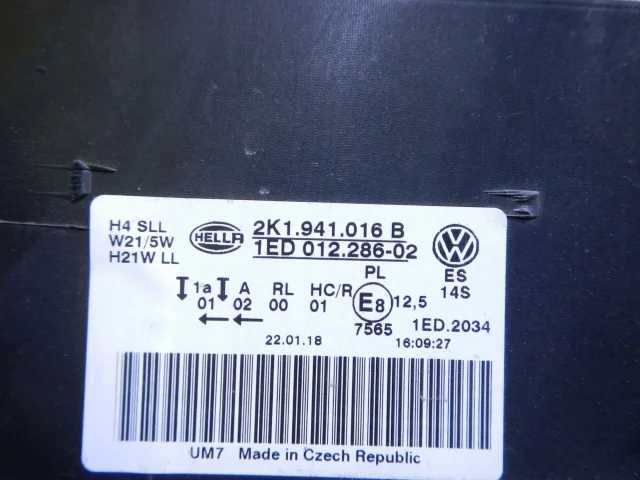 H4 SLL
W21/5W
H21W LL
HELLA
2K1.941.016 B
1ED 012.286-02
VW
ES
14S
1a A RL HC/R PL
01 02 00 01 E8 12,5
7565 1ED.2034
22.01.18 16:09:27
UM7 Made in Czech Republic